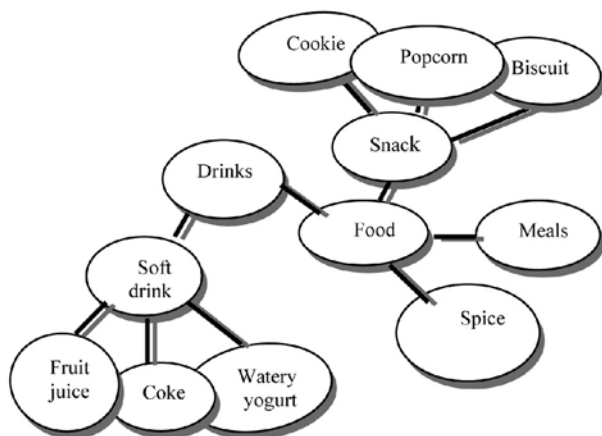 Cookie
Popcorn
Biscuit
Snack
Drinks
Food
Meals
Soft
drink
Spice
Fruit
juice
Coke
Watery
yogurt